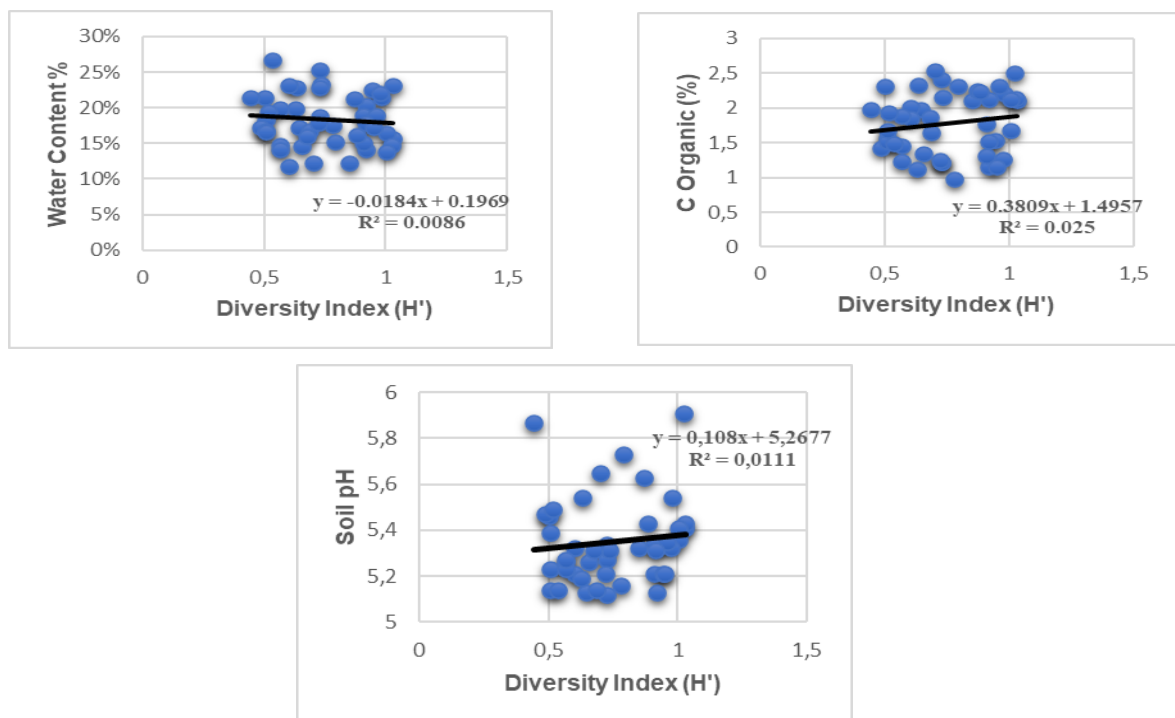 30%
25%
20%
15%
10%
5%
0%
Water Content %
y = -0.0184x + 0.1969
R² = 0.0086
0
0,5
1
1,5
Diversity Index (H')
3
2,5
2
1,5
1
0,5
0
C Organic (%)
y = 0.3809x + 1.4957
R² = 0.025
0
0,5
1
1,5
Diversity Index (H')
6
5,8
5,6
5,4
5,2
5
Soil pH
y = 0,108x + 5,2677
R² = 0,0111
0
0,5
1
1,5
Diversity Index (H')